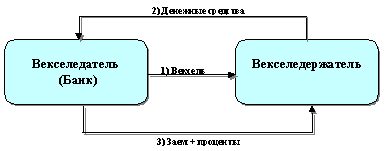 2) Денежные средства
Векселедатель
(Банк)
1) Вексель
Векселедержатель
3) Заем + проценты